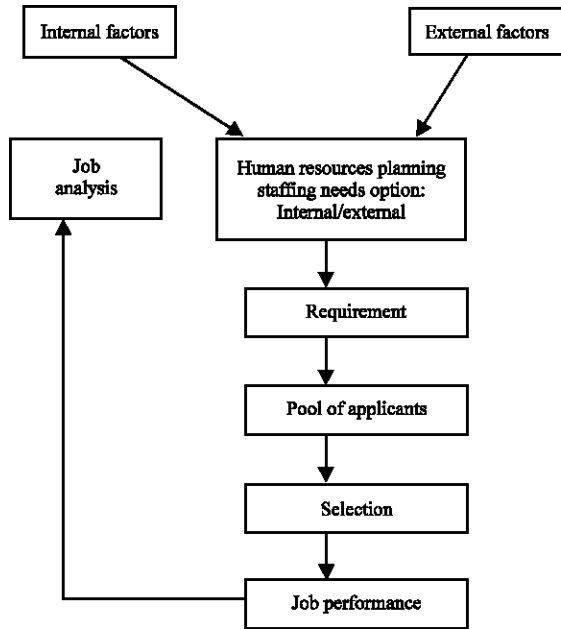 Internal factors
External factors
Job
analysis
Human resources planning
staffing needs option:
Internal/external
Requirement
Pool of applicants
Selection
Job performance